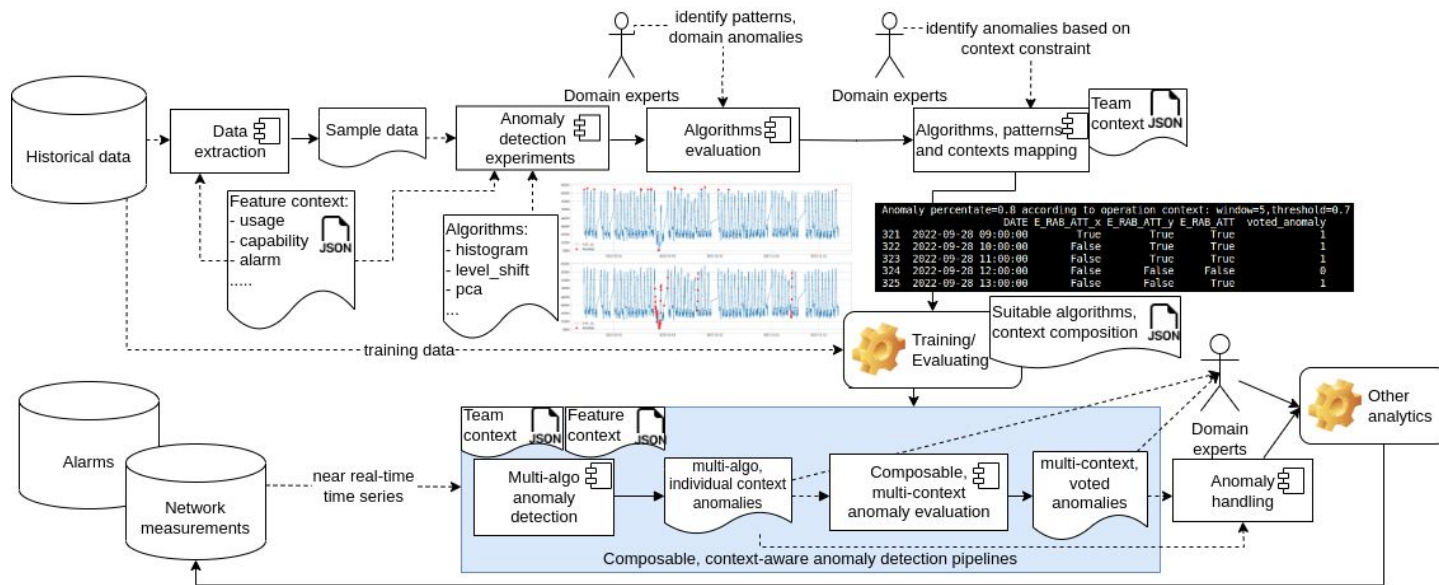 identify patterns,
domain anomalies
identify anomalies based on
context constraint
Domain experts
Domain experts
Historical data
Data
extraction
Sample data
Anomaly
detection
experiments
Algorithms
evaluation
Algorithms, patterns
and contexts mapping
Team
context
JSON
Feature context:
- usage
- capability
- alarm
.....
JSON
Algorithms:
- histogram
- level_shift
- pca
...
Anomaly percentate=0.8 according to operation context: window=5,threshold=0.7
DATE E_RAB_ATT_x E_RAB_ATT_y E_RAB_ATT voted_anomaly
321 2022-09-28 09:00:00 True True True 1
322 2022-09-28 10:00:00 False True True 1
323 2022-09-28 11:00:00 False True True 1
324 2022-09-28 12:00:00 False False False 0
325 2022-09-28 13:00:00 False False True 1
training data
Training/
Evaluating
Suitable algorithms,
context composition
JSON
Other
analytics
Domain
experts
Alarms
Network
measurements
near real-time
time series
Team
context
JSON
Feature
context
JSON
Multi-algo
anomaly
detection
multi-algo,
individual context
anomalies
Composable,
multi-context
anomaly evaluation
multi-context,
voted
anomalies
Anomaly
handling
Composable, context-aware anomaly detection pipelines